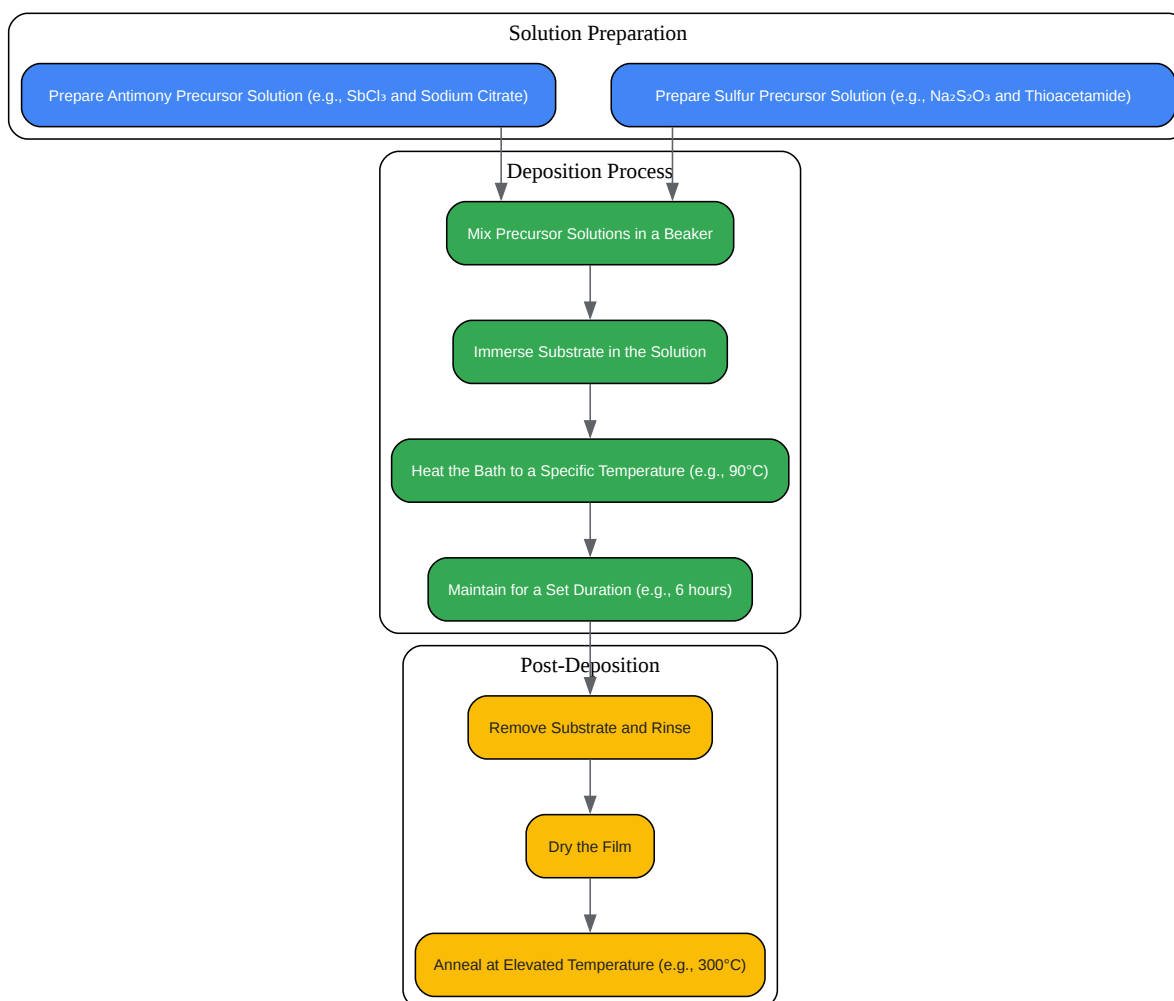 Solution Preparation
Prepare Antimony Precursor Solution (e.g., SbCl₃ and Sodium Citrate)
Prepare Sulfur Precursor Solution (e.g., Na₂S₂O₃ and Thioacetamide)
Deposition Process
Mix Precursor Solutions in a Beaker
Immerse Substrate in the Solution
Heat the Bath to a Specific Temperature (e.g., 90°C)
Maintain for a Set Duration (e.g., 6 hours)
Post-Deposition
Remove Substrate and Rinse
Dry the Film
Anneal at Elevated Temperature (e.g., 300°C)